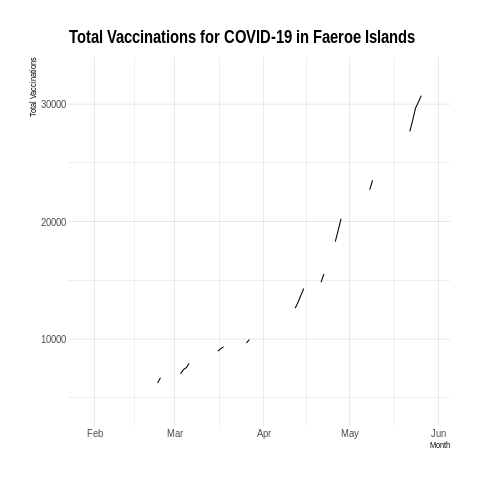 Total Vaccinations for COVID-19 in Faeroe Islands
Total Vaccinations
30000
20000
10000
Feb Mar Apr May Jun
Month